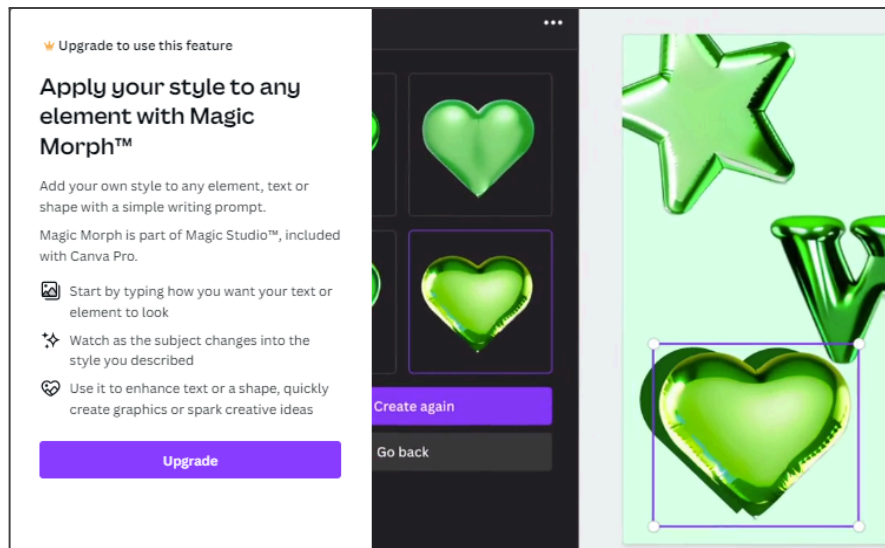 Upgrade to use this feature
Apply your style to any
element with Magic
Morph™
Add your own style to any element, text or
shape with a simple writing prompt.
Magic Morph is part of Magic Studio™, included
with Canva Pro.
Start by typing how you want your text or
element to look
Watch as the subject changes into the
style you described
Use it to enhance text or a shape, quickly
create graphics or spark creative ideas
Upgrade
Create again
Go back